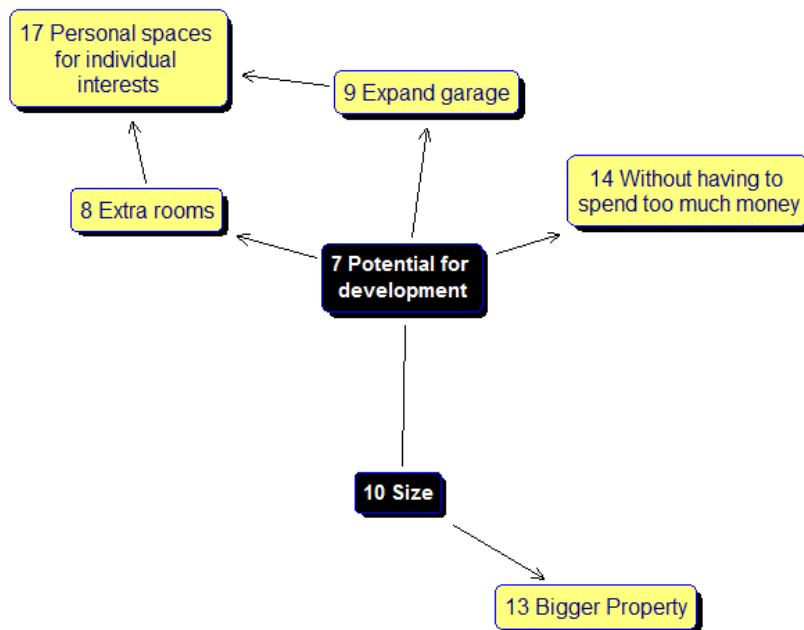 17 Personal spaces
for individual
interests
9 Expand garage
14 Without having to
spend too much money
8 Extra rooms
7 Potential for
development
10 Size
13 Bigger Property